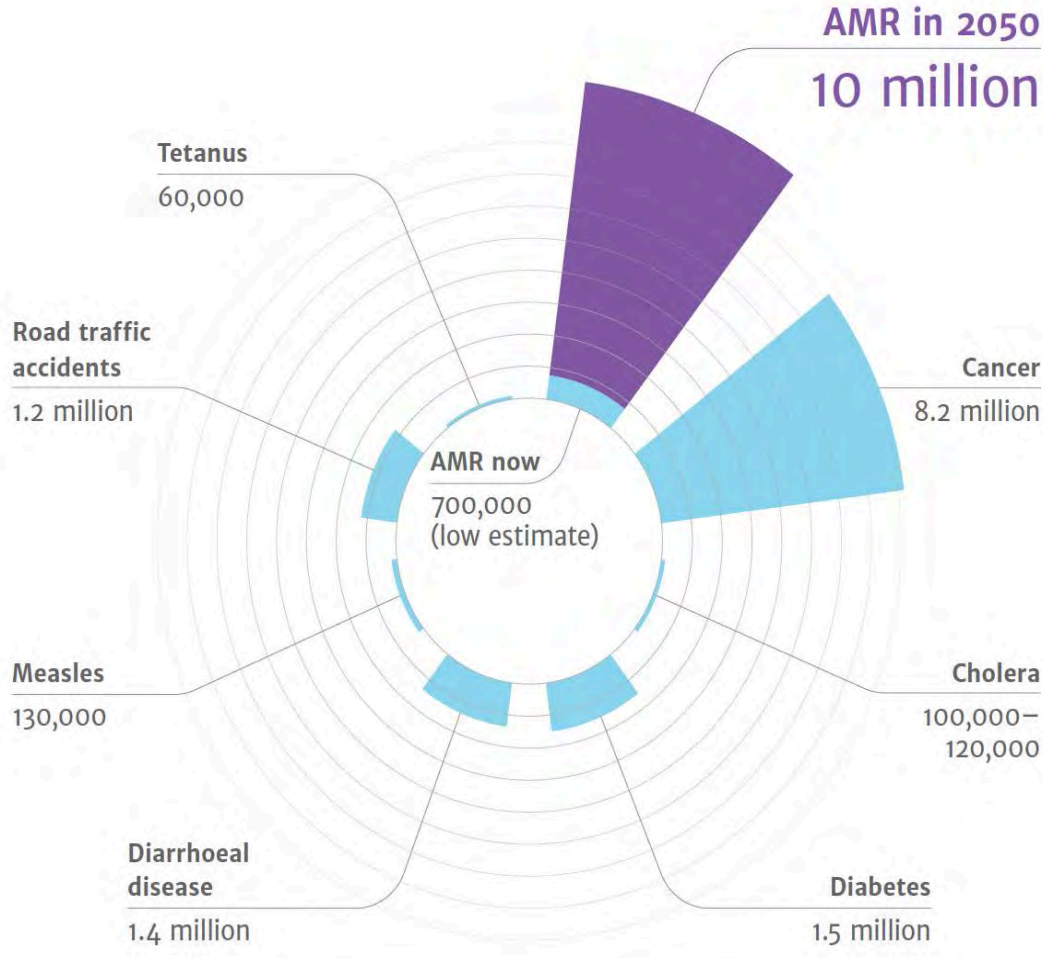 AMR in 2050
10 million
Tetanus
60,000
Road traffic
accidents
1.2 million
Cancer
8.2 million
AMR now
700,000
(low estimate)
Measles
130,000
Cholera
100,000–
120,000
Diarrhoeal
disease
1.4 million
Diabetes
1.5 million